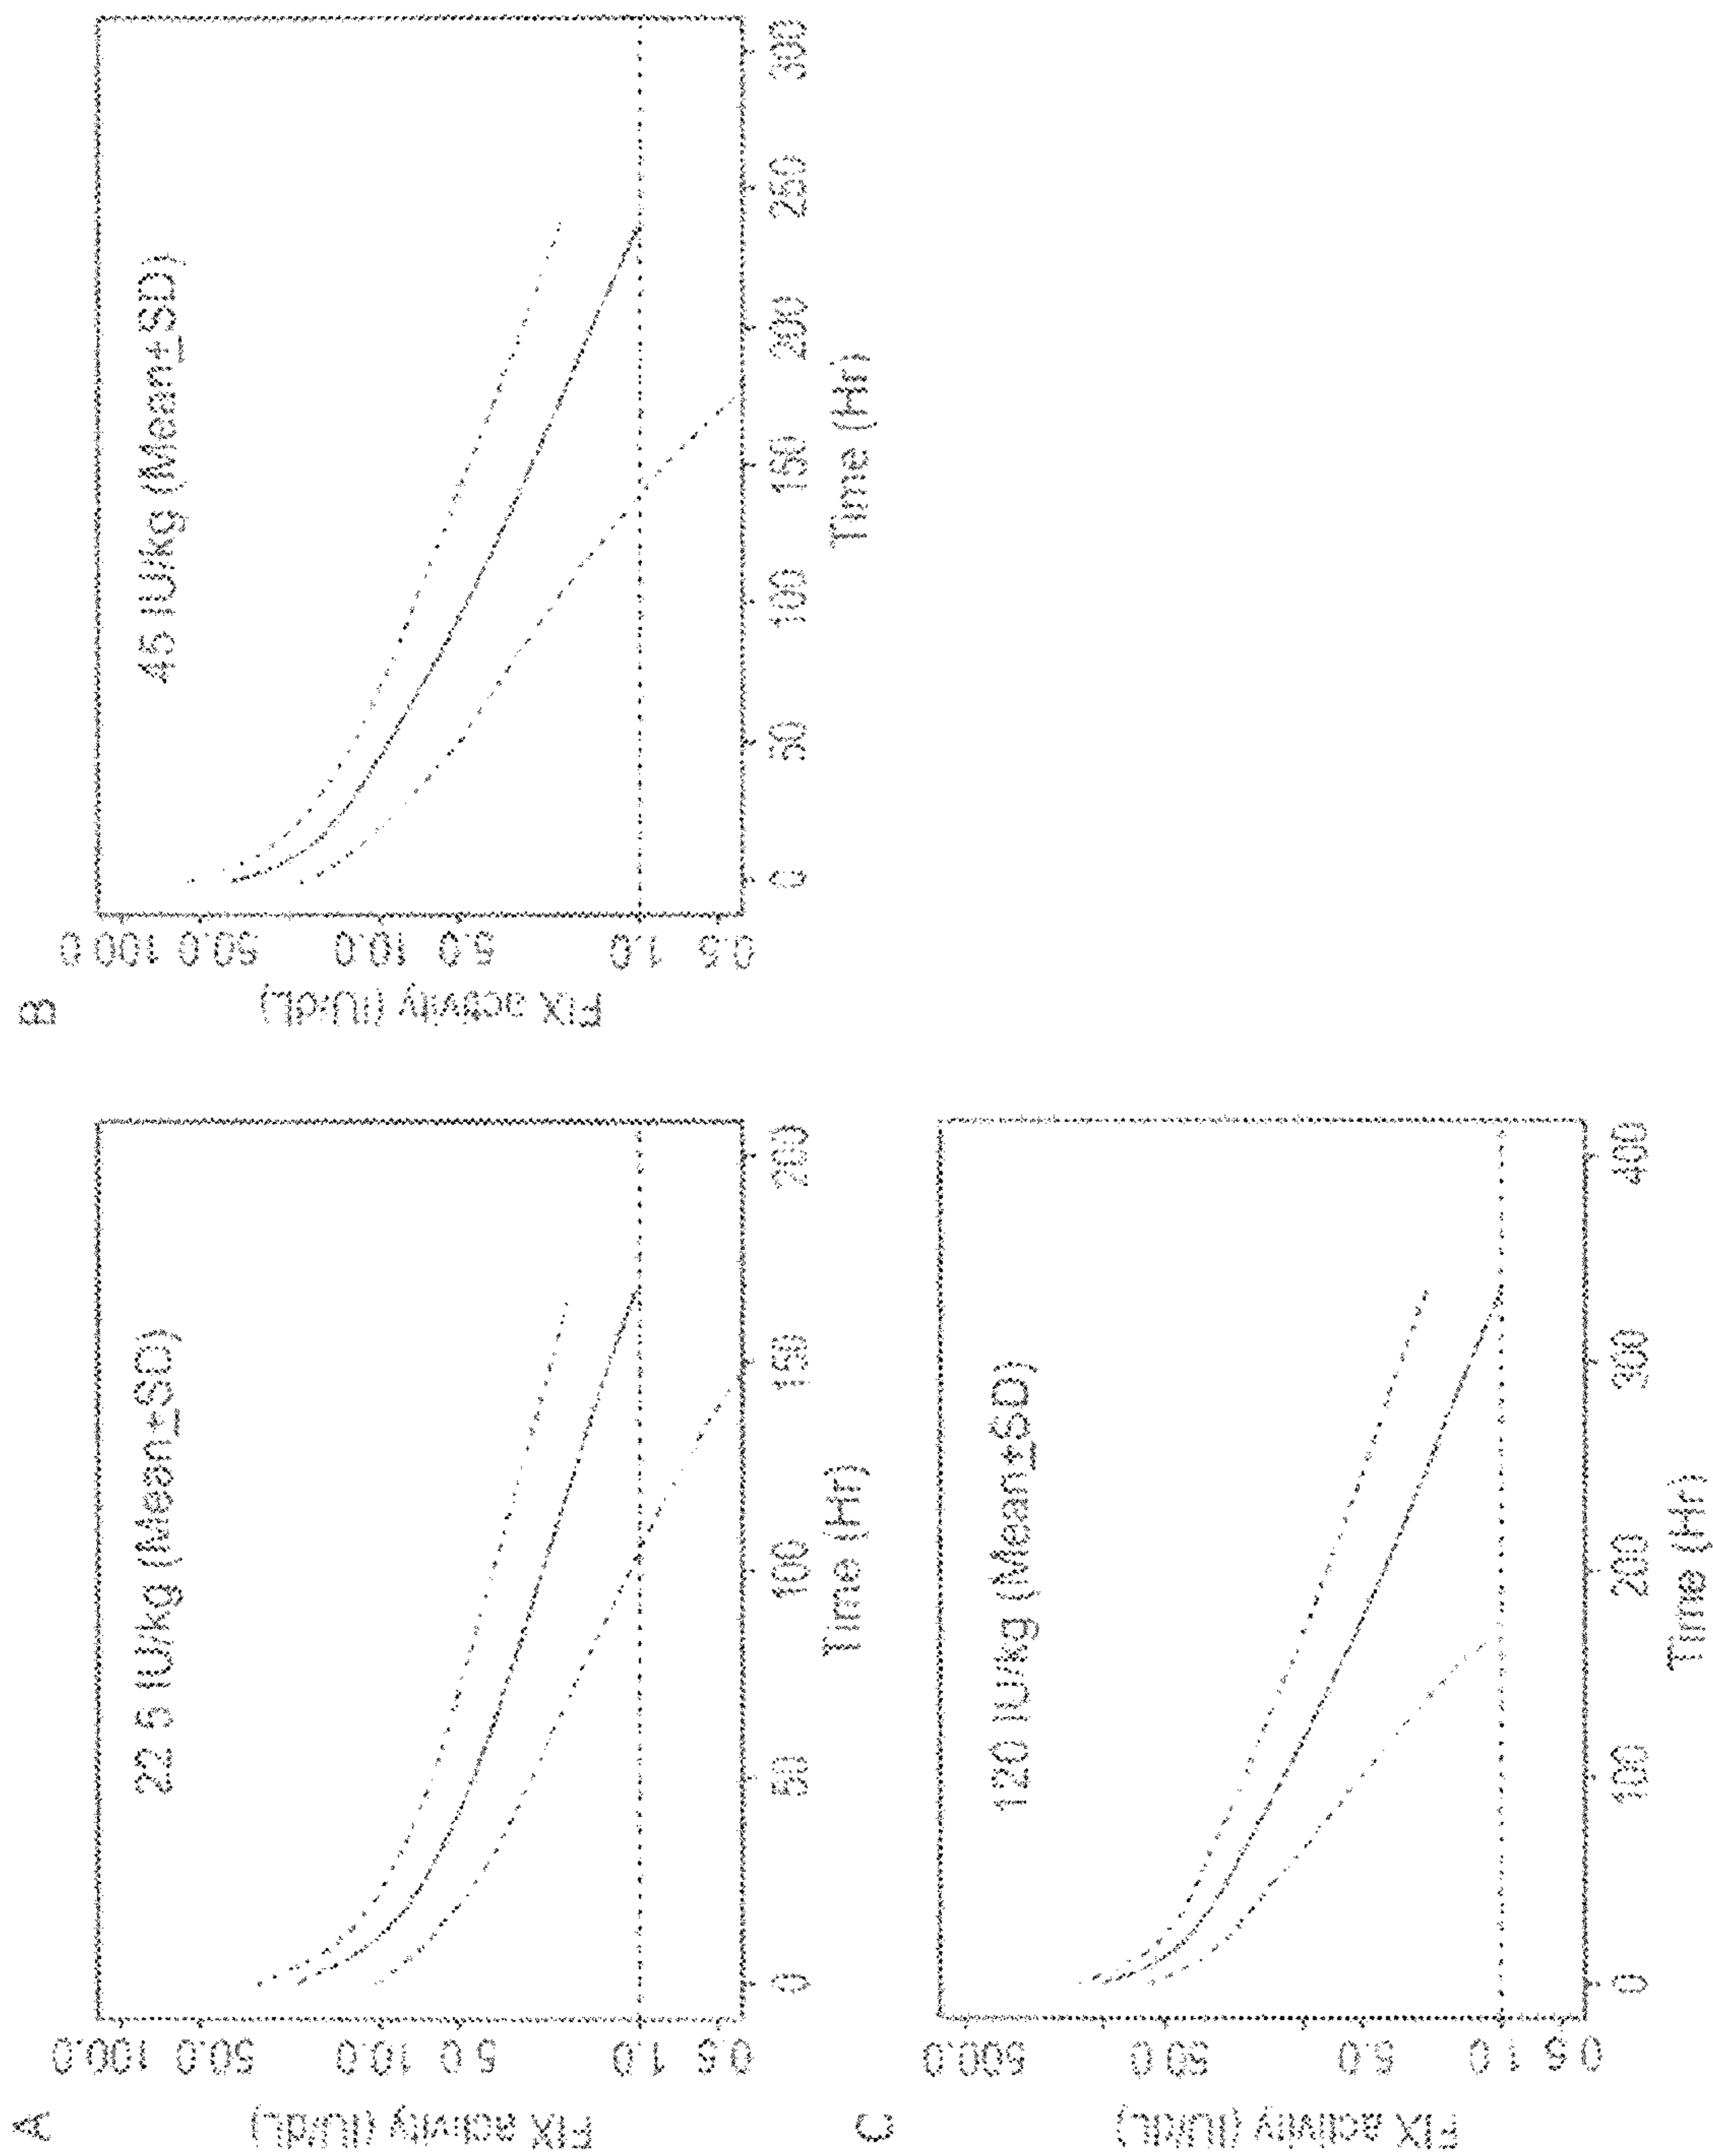 A
22.5 IU/kg (Mean±SD)
FIX activity (IU/dL)
100.0
50.0
10.0
5.0
1.0
0.5
0 50 100 150 200
Time (Hr)
B
45 IU/kg (Mean±SD)
FIX activity (IU/dL)
100.0
50.0
10.0
5.0
1.0
0.5
0 50 100 150 200 250 300
Time (Hr)
C
120 IU/kg (Mean±SD)
FIX activity (IU/dL)
500.0
50.0
5.0
1.0
0.5
0 100 200 300 400
Time (Hr)